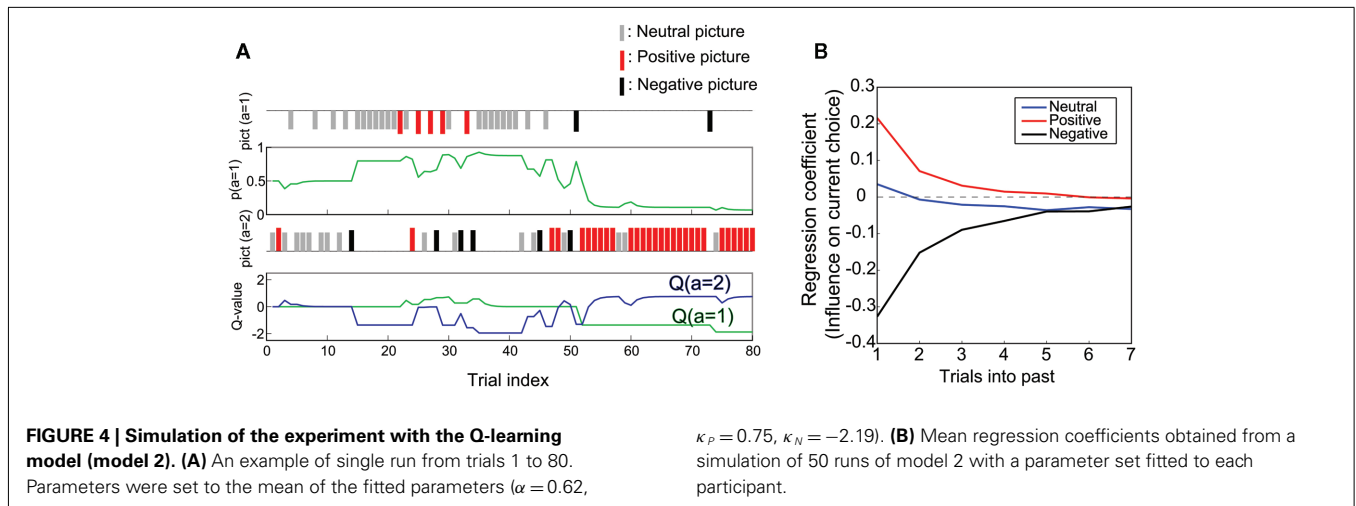 A
: Neutral picture
: Positive picture
: Negative picture
pict (a=1)
p(a=1)
1
0.5
0
pict (a=2)
Q-value
2
0
-2
Q(a=2)
Q(a=1)
0 10 20 30 40 50 60 70 80
Trial index
B
Regression coefficient
(Influence on current choice)
0.3
0.2
0.1
0
-0.1
-0.2
-0.3
-0.4
Neutral
Positive
Negative
1 2 3 4 5 6 7
Trials into past
FIGURE 4 | Simulation of the experiment with the Q-learning
model (model 2). (A) An example of single run from trials 1 to 80.
Parameters were set to the mean of the fitted parameters (α = 0.62,
κP = 0.75, κN = −2.19). (B) Mean regression coefficients obtained from a
simulation of 50 runs of model 2 with a parameter set fitted to each
participant.